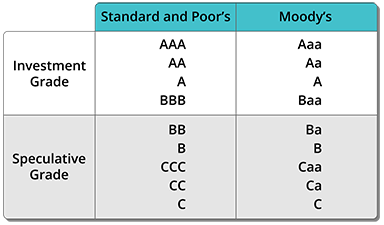 Standard and Poor's Moody's
Investment
Grade
AAA Aaa
AA Aa
A A
BBB Baa
Speculative
Grade
BB Ba
B B
CCC Caa
CC Ca
C C